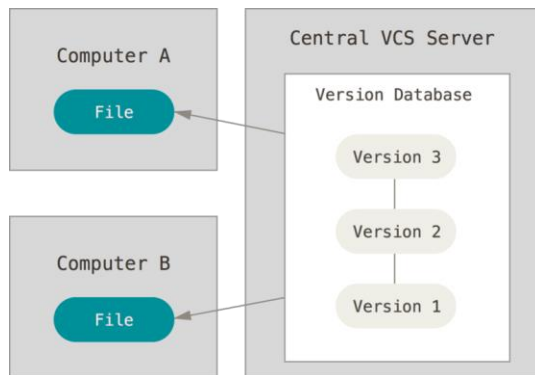 Computer A
File
Computer B
File
Central VCS Server
Version Database
Version 3
Version 2
Version 1